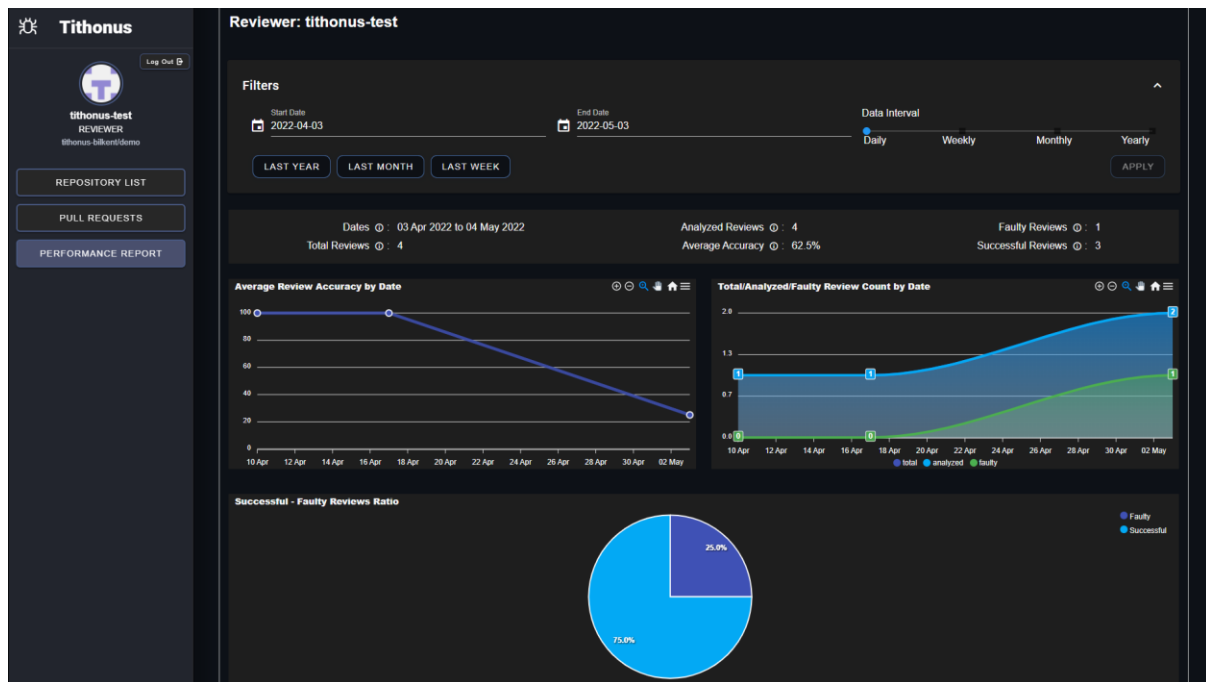 Tithonus
Log Out
tithonus-test
REVIEWER
tithonus-bilkent/demo
REPOSITORY LIST
PULL REQUESTS
PERFORMANCE REPORT
Reviewer: tithonus-test
Filters
Start Date
2022-04-03
End Date
2022-05-03
Data Interval
Daily Weekly Monthly Yearly
LAST YEAR LAST MONTH LAST WEEK
APPLY
Dates : 03 Apr 2022 to 04 May 2022
Analyzed Reviews : 4
Faulty Reviews : 1
Total Reviews : 4
Average Accuracy : 62.5%
Successful Reviews : 3
Average Review Accuracy by Date
100
80
60
40
20
0
10 Apr 12 Apr 14 Apr 16 Apr 18 Apr 20 Apr 22 Apr 24 Apr 26 Apr 28 Apr 30 Apr 02 May
Total/Analyzed/Faulty Review Count by Date
2.0
1.3
0.7
0.0
1 1 2
0 0 1
10 Apr 12 Apr 14 Apr 16 Apr 18 Apr 20 Apr 22 Apr 24 Apr 26 Apr 28 Apr 30 Apr 02 May
total analyzed faulty
Successful - Faulty Reviews Ratio
Faulty
Successful
25.0%
75.0%